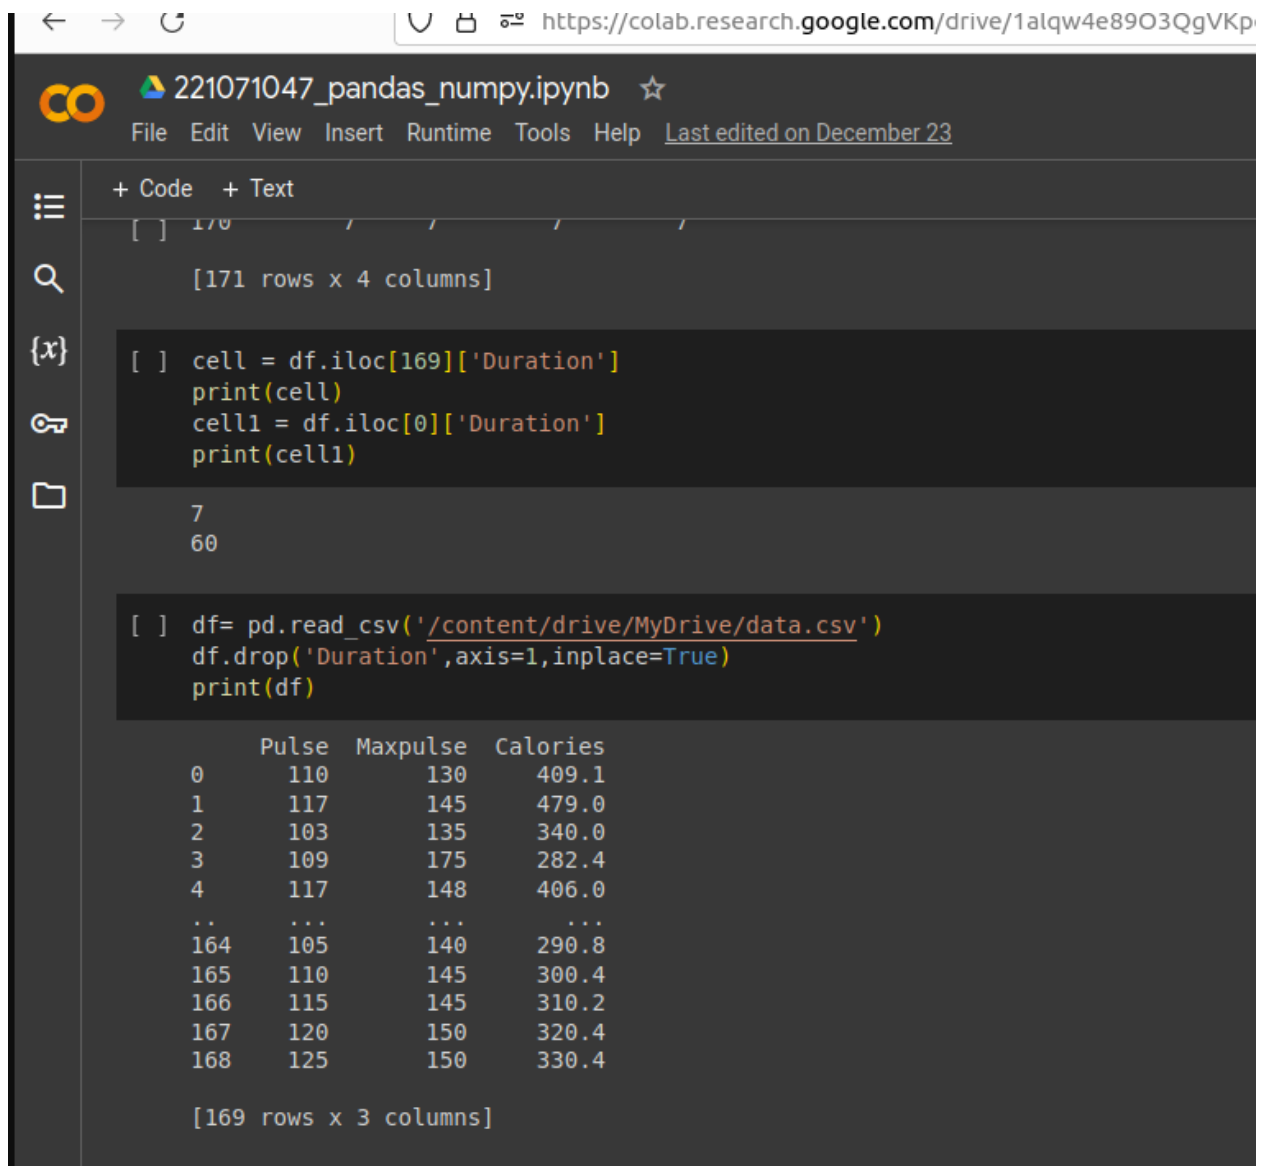 https://colab.research.google.com/drive/1alqw4e89O3QgVKp
221071047_pandas_numpy.ipynb
File Edit View Insert Runtime Tools Help Last edited on December 23
+ Code + Text
[ ] 170 7 7 7 7
[171 rows x 4 columns]
{x}
[ ] cell = df.iloc[169]['Duration']
print(cell)
cell1 = df.iloc[0]['Duration']
print(cell1)
7
60
[ ] df= pd.read_csv('/content/drive/MyDrive/data.csv')
df.drop('Duration',axis=1,inplace=True)
print(df)
Pulse Maxpulse Calories
0 110 130 409.1
1 117 145 479.0
2 103 135 340.0
3 109 175 282.4
4 117 148 406.0
.. ... ... ...
164 105 140 290.8
165 110 145 300.4
166 115 145 310.2
167 120 150 320.4
168 125 150 330.4
[169 rows x 3 columns]